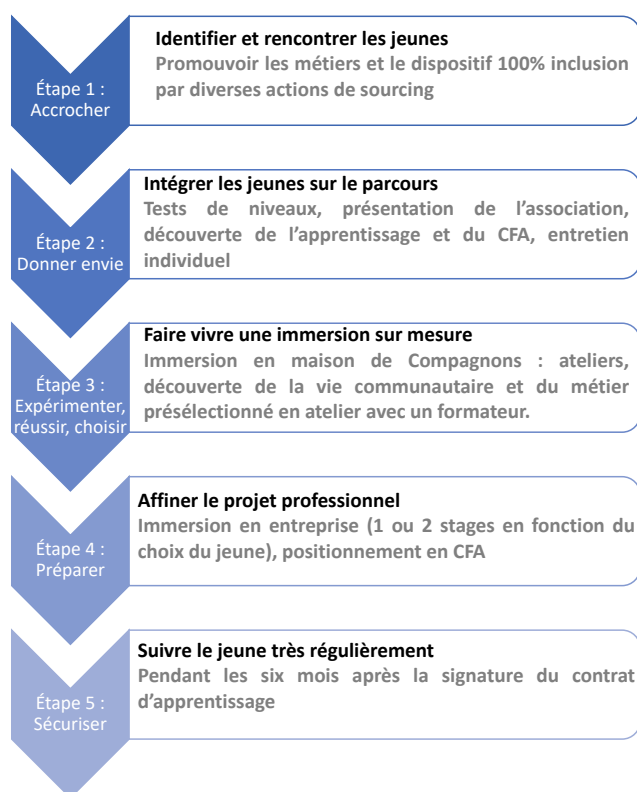 Étape 1 :
Accrocher
Identifier et rencontrer les jeunes
Promouvoir les métiers et le dispositif 100% inclusion
par diverses actions de sourcing
Étape 2 :
Donner envie
Intégrer les jeunes sur le parcours
Tests de niveaux, présentation de l’association,
découverte de l’apprentissage et du CFA, entretien
individuel
Étape 3 :
Expérimenter,
réussir, choisir
Faire vivre une immersion sur mesure
Immersion en maison de Compagnons : ateliers,
découverte de la vie communautaire et du métier
présélectionné en atelier avec un formateur.
Étape 4 :
Préparer
Affiner le projet professionnel
Immersion en entreprise (1 ou 2 stages en fonction du
choix du jeune), positionnement en CFA
Étape 5 :
Sécuriser
Suivre le jeune très régulièrement
Pendant les six mois après la signature du contrat
d’apprentissage